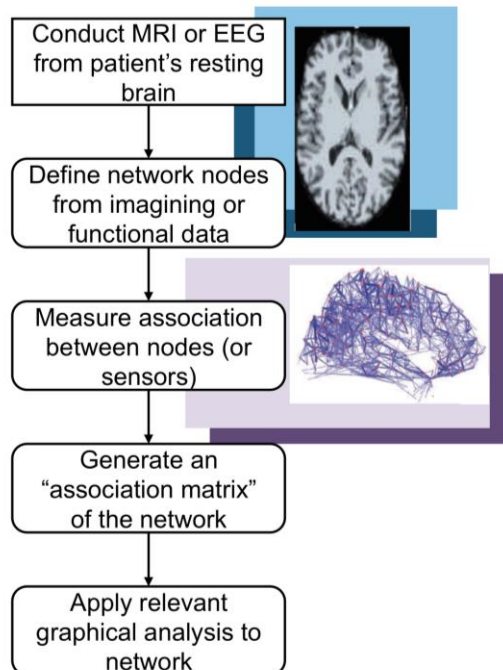 Conduct MRI or EEG
from patient's resting
brain
Define network nodes
from imagining or
functional data
Measure association
between nodes (or
sensors)
Generate an
“association matrix”
of the network
Apply relevant
graphical analysis to
network